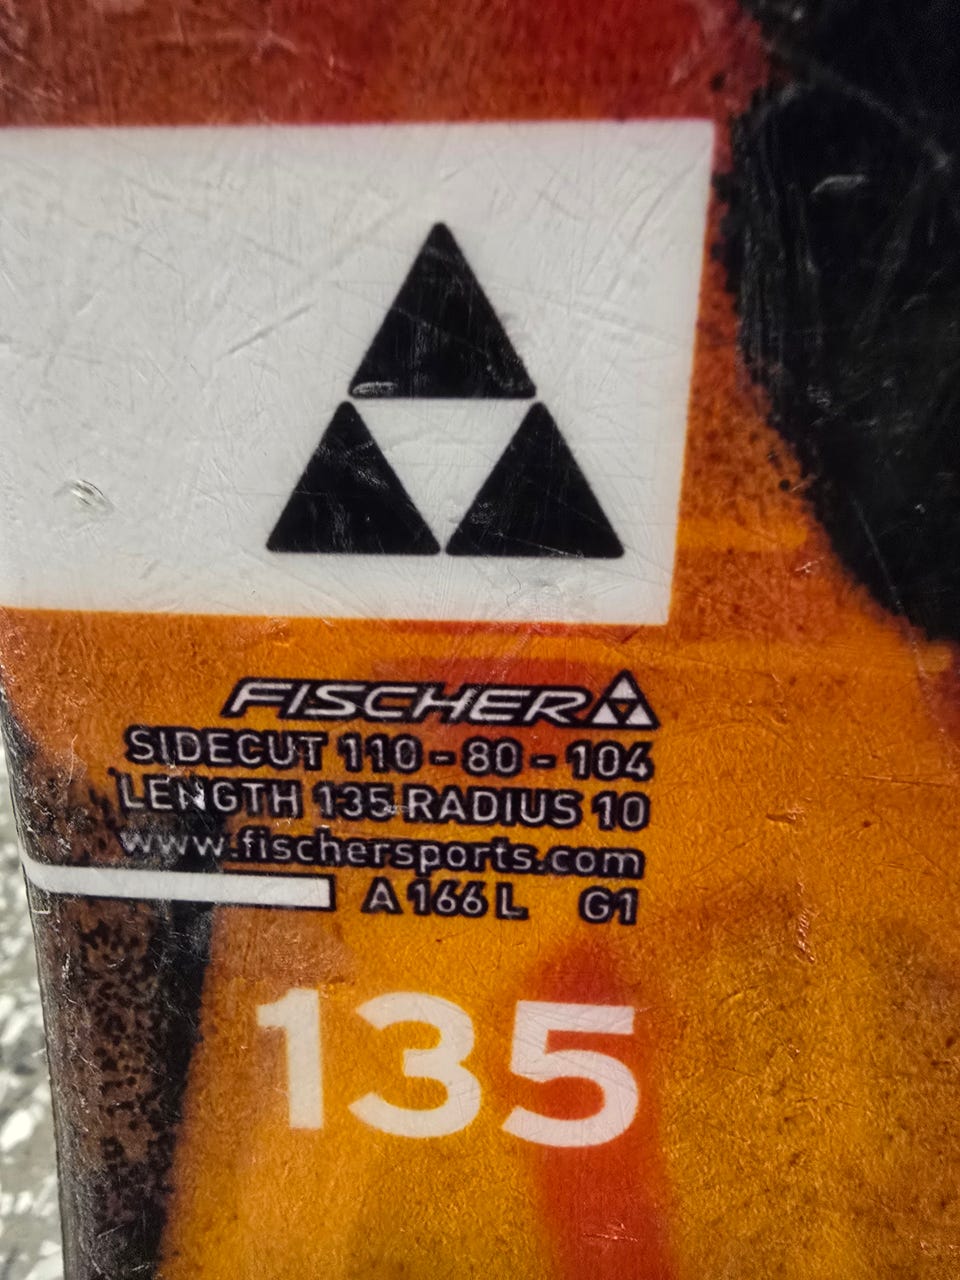 FISCHER
SIDECUT 110 - 80 - 104
LENGTH 135 RADIUS 10
www.fischersports.com
A 166 L G1
135